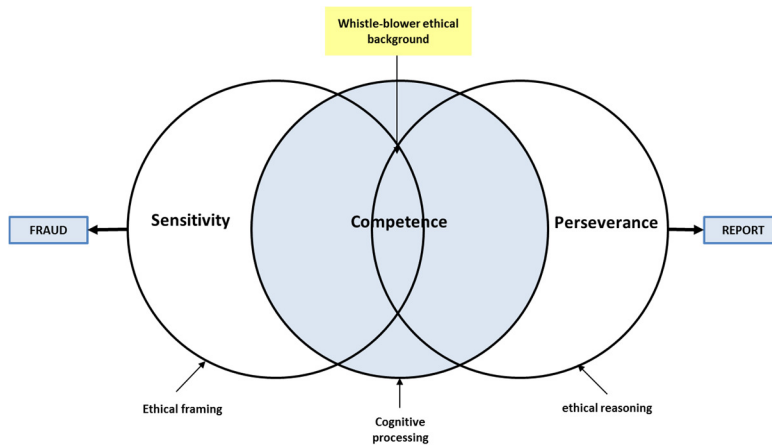 Whistle-blower ethical
background
Sensitivity
Competence
Perseverance
FRAUD
REPORT
Ethical framing
Cognitive
processing
ethical reasoning